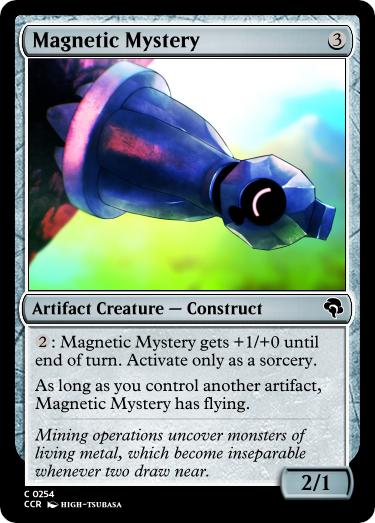 Magnetic Mystery 3
Artifact Creature — Construct
2 : Magnetic Mystery gets +1/+0 until
end of turn. Activate only as a sorcery.
As long as you control another artifact,
Magnetic Mystery has flying.
Mining operations uncover monsters of
living metal, which become inseparable
whenever two draw near.
2/1
C 0254
CCR HIGH-TSUBASA